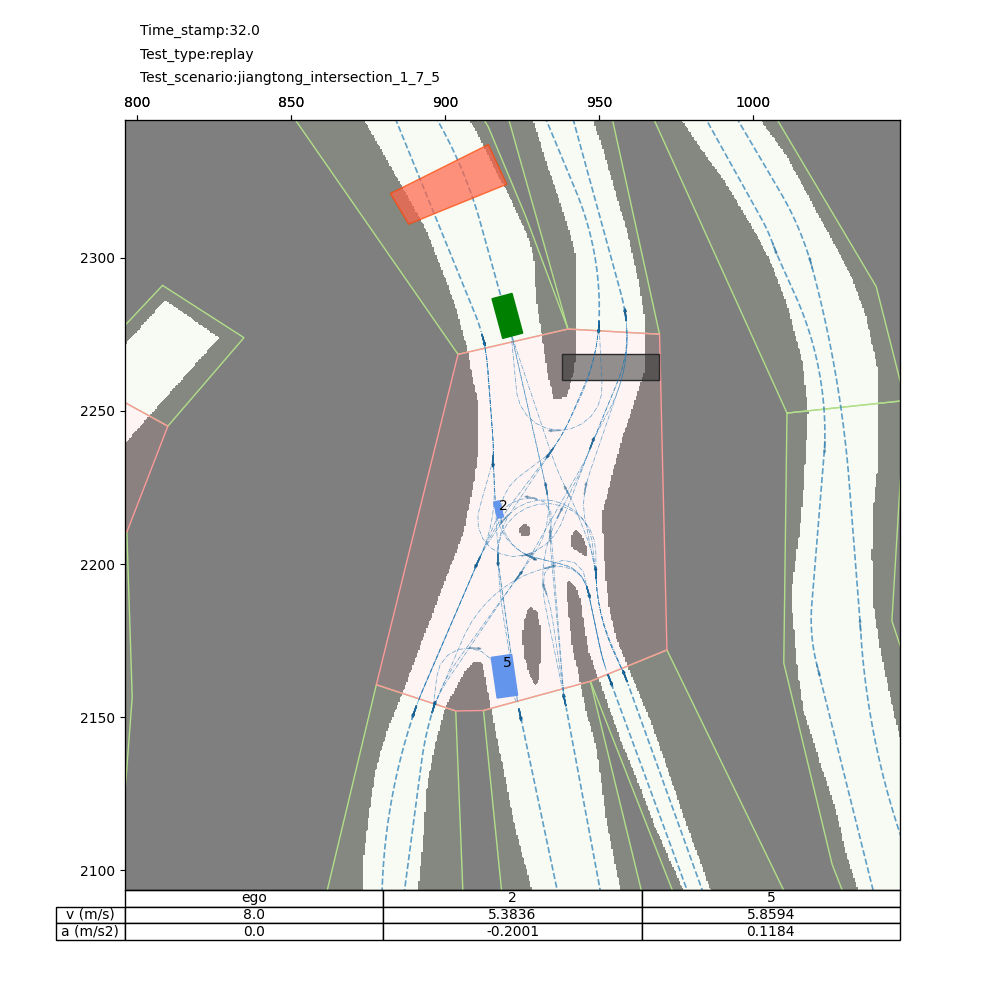 Time_stamp:32.0
Test_type:replay
Test_scenario:jiangtong_intersection_1_7_5
800 850 900 950 1000
2300
2250
2200
2150
2100
2
5
ego 2 5
v (m/s) 8.0 5.3836 5.8594
a (m/s2) 0.0 -0.2001 0.1184